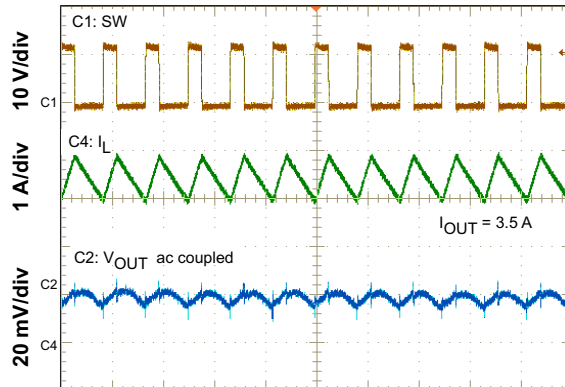 C1: SW
10 V/div
C1
C4: IL
1 A/div
IOUT = 3.5 A
C2: VOUT ac coupled
C2
20 mV/div
C4